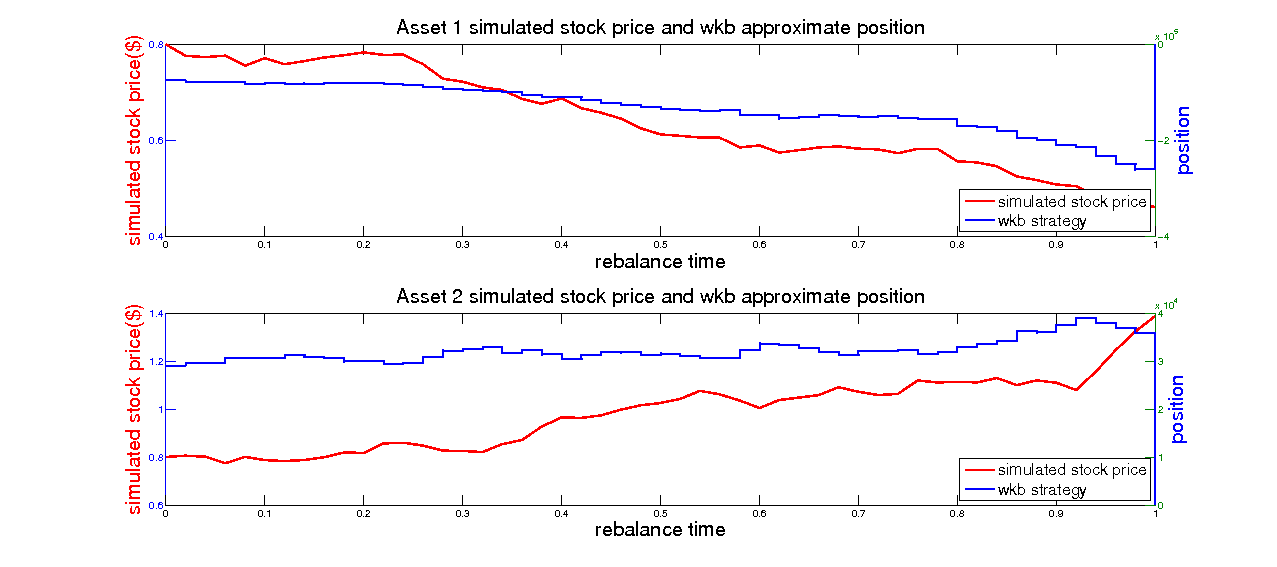 Asset 1 simulated stock price and wkb approximate position
x 10^5
simulated stock price($)
0.8
0.6
0.4
0
-2
-4
position
simulated stock price
wkb strategy
0 0.1 0.2 0.3 0.4 0.5 0.6 0.7 0.8 0.9 1
rebalance time
Asset 2 simulated stock price and wkb approximate position
x 10^4
simulated stock price($)
1.4
1.2
1
0.8
0.6
4
3
2
1
0
position
simulated stock price
wkb strategy
0 0.1 0.2 0.3 0.4 0.5 0.6 0.7 0.8 0.9 1
rebalance time